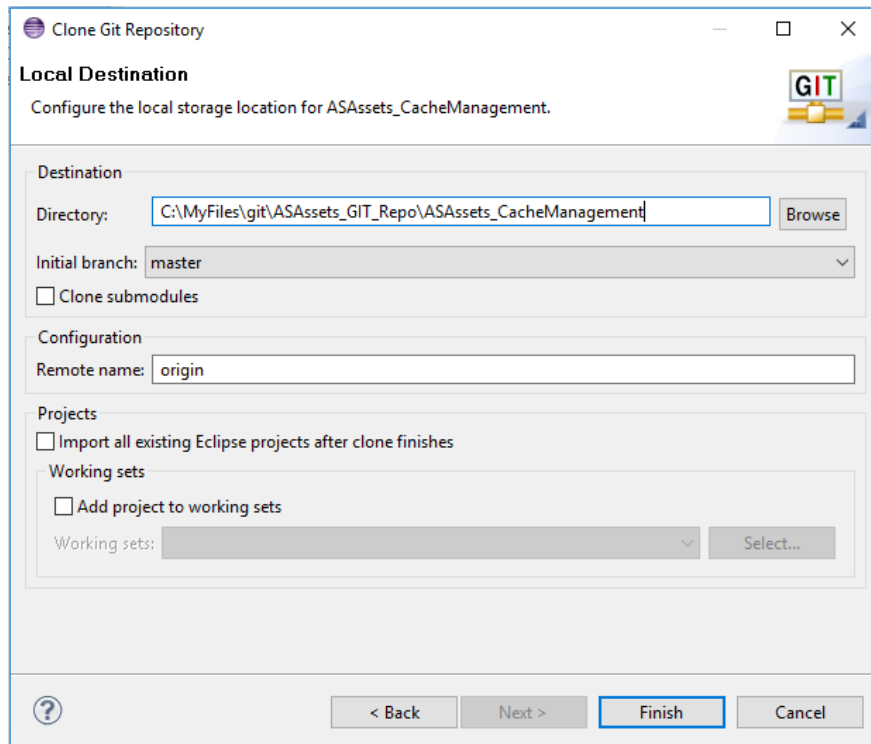 Clone Git Repository
Local Destination
Configure the local storage location for ASAssets_CacheManagement.
GIT
Destination
Directory: C:\MyFiles\git\ASAssets_GIT_Repo\ASAssets_CacheManagement Browse
Initial branch: master
Clone submodules
Configuration
Remote name: origin
Projects
Import all existing Eclipse projects after clone finishes
Working sets
Add project to working sets
Working sets: Select...
? < Back Next > Finish Cancel